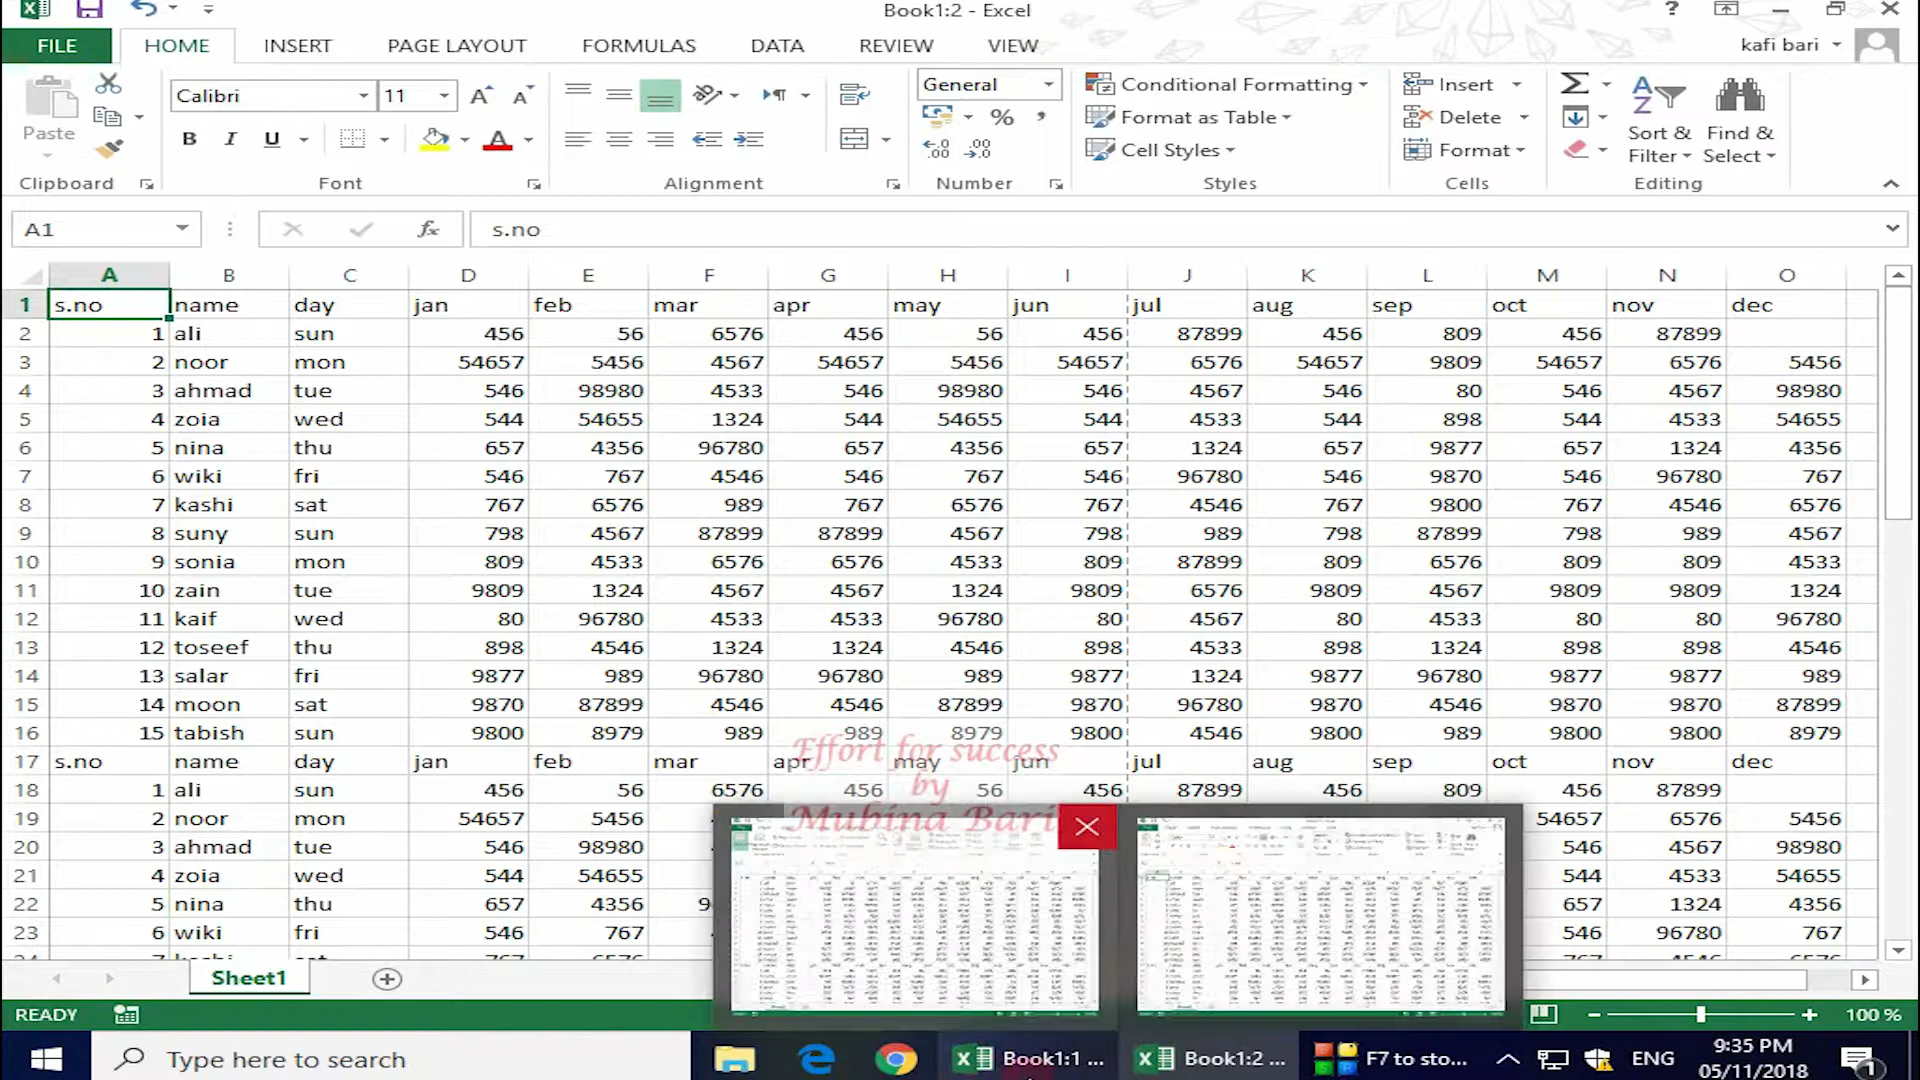 Book1:2 - Excel
FILE HOME INSERT PAGE LAYOUT FORMULAS DATA REVIEW VIEW kafi bari
Calibri 11 General Conditional Formatting Insert
Paste Format as Table Delete Sort & Find &
B I U Cell Styles Format Filter Select
Clipboard Font Alignment Number Styles Cells Editing
A1 fx s.no
A B C D E F G H I J K L M N O
1 s.no name day jan feb mar apr may jun jul aug sep oct nov dec
2 1 ali sun 456 56 6576 456 56 456 87899 456 809 456 87899
3 2 noor mon 54657 5456 4567 54657 5456 54657 6576 54657 9809 54657 6576 5456
4 3 ahmad tue 546 98980 4533 546 98980 546 4567 546 80 546 4567 98980
5 4 zoia wed 544 54655 1324 544 54655 544 4533 544 898 544 4533 54655
6 5 nina thu 657 4356 96780 657 4356 657 1324 657 9877 657 1324 4356
7 6 wiki fri 546 767 4546 546 767 546 96780 546 9870 546 96780 767
8 7 kashi sat 767 6576 989 767 6576 767 4546 767 9800 767 4546 6576
9 8 suny sun 798 4567 87899 87899 4567 798 989 798 87899 798 989 4567
10 9 sonia mon 809 4533 6576 6576 4533 809 87899 809 6576 809 809 4533
11 10 zain tue 9809 1324 4567 4567 1324 9809 6576 9809 4567 9809 9809 1324
12 11 kaif wed 80 96780 4533 4533 96780 80 4567 80 4533 80 80 96780
13 12 toseef thu 898 4546 1324 1324 4546 898 4533 898 1324 898 898 4546
14 13 salar fri 9877 989 96780 96780 989 9877 1324 9877 96780 9877 9877 989
15 14 moon sat 9870 87899 4546 4546 87899 9870 96780 9870 4546 9870 9870 87899
16 15 tabish sun 9800 8979 989 989 8979 9800 4546 9800 989 9800 9800 8979
17 s.no name day jan feb mar apr may jun jul aug sep oct nov dec
Effort for success
by
Mubina Bari
18 1 ali sun 456 56 6576 456 56 456 87899 456 809 456 87899
19 2 noor mon 54657 5456 54657 6576 5456
20 3 ahmad tue 546 98980 546 4567 98980
21 4 zoia wed 544 54655 544 4533 54655
22 5 nina thu 657 4356 657 1324 4356
23 6 wiki fri 546 767 546 96780 767
Sheet1
READY 100 %
Type here to search Book1:1 ... Book1:2 ... F7 to sto... ENG 9:35 PM
05/11/2018 1